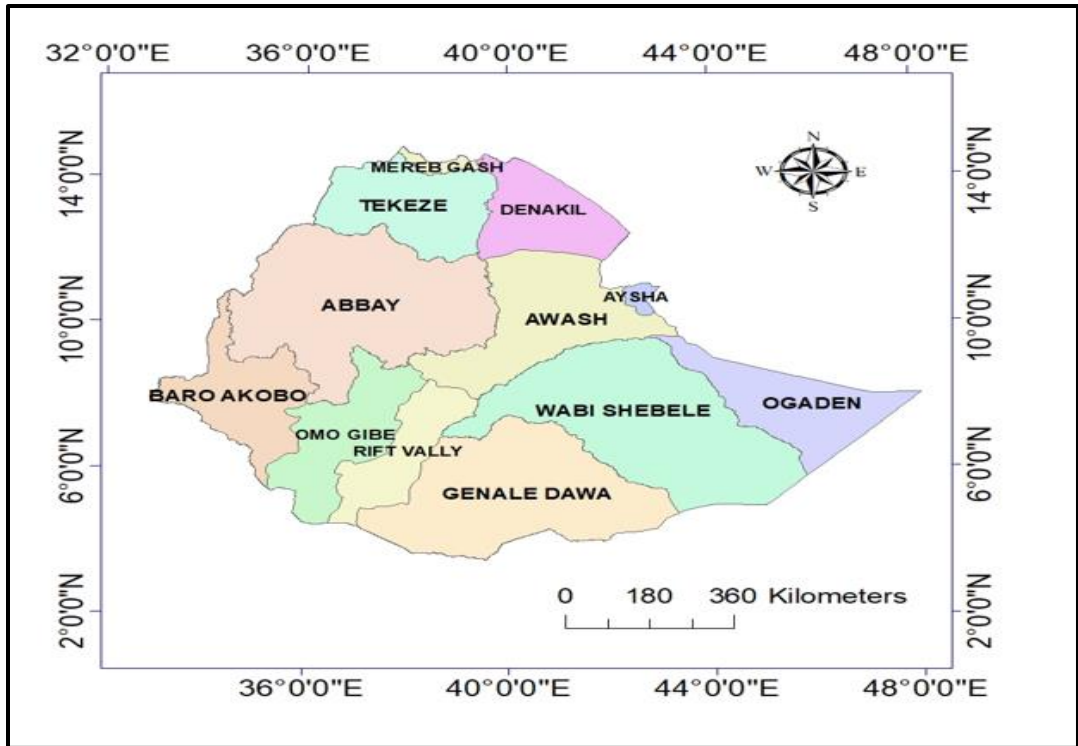 32°0'0"E 36°0'0"E 40°0'0"E 44°0'0"E 48°0'0"E
14°0'0"N
10°0'0"N
6°0'0"N
2°0'0"N
N
W E
S
MEREB GASH
TEKEZE
DENAKIL
AYSHA
ABBAY
AWASH
BARO AKOBO
WABI SHEBELE
OGADEN
OMO GIBE
RIFT VALLY
GENALE DAWA
0 180 360 Kilometers
14°0'0"N
10°0'0"N
6°0'0"N
2°0'0"N
36°0'0"E 40°0'0"E 44°0'0"E 48°0'0"E